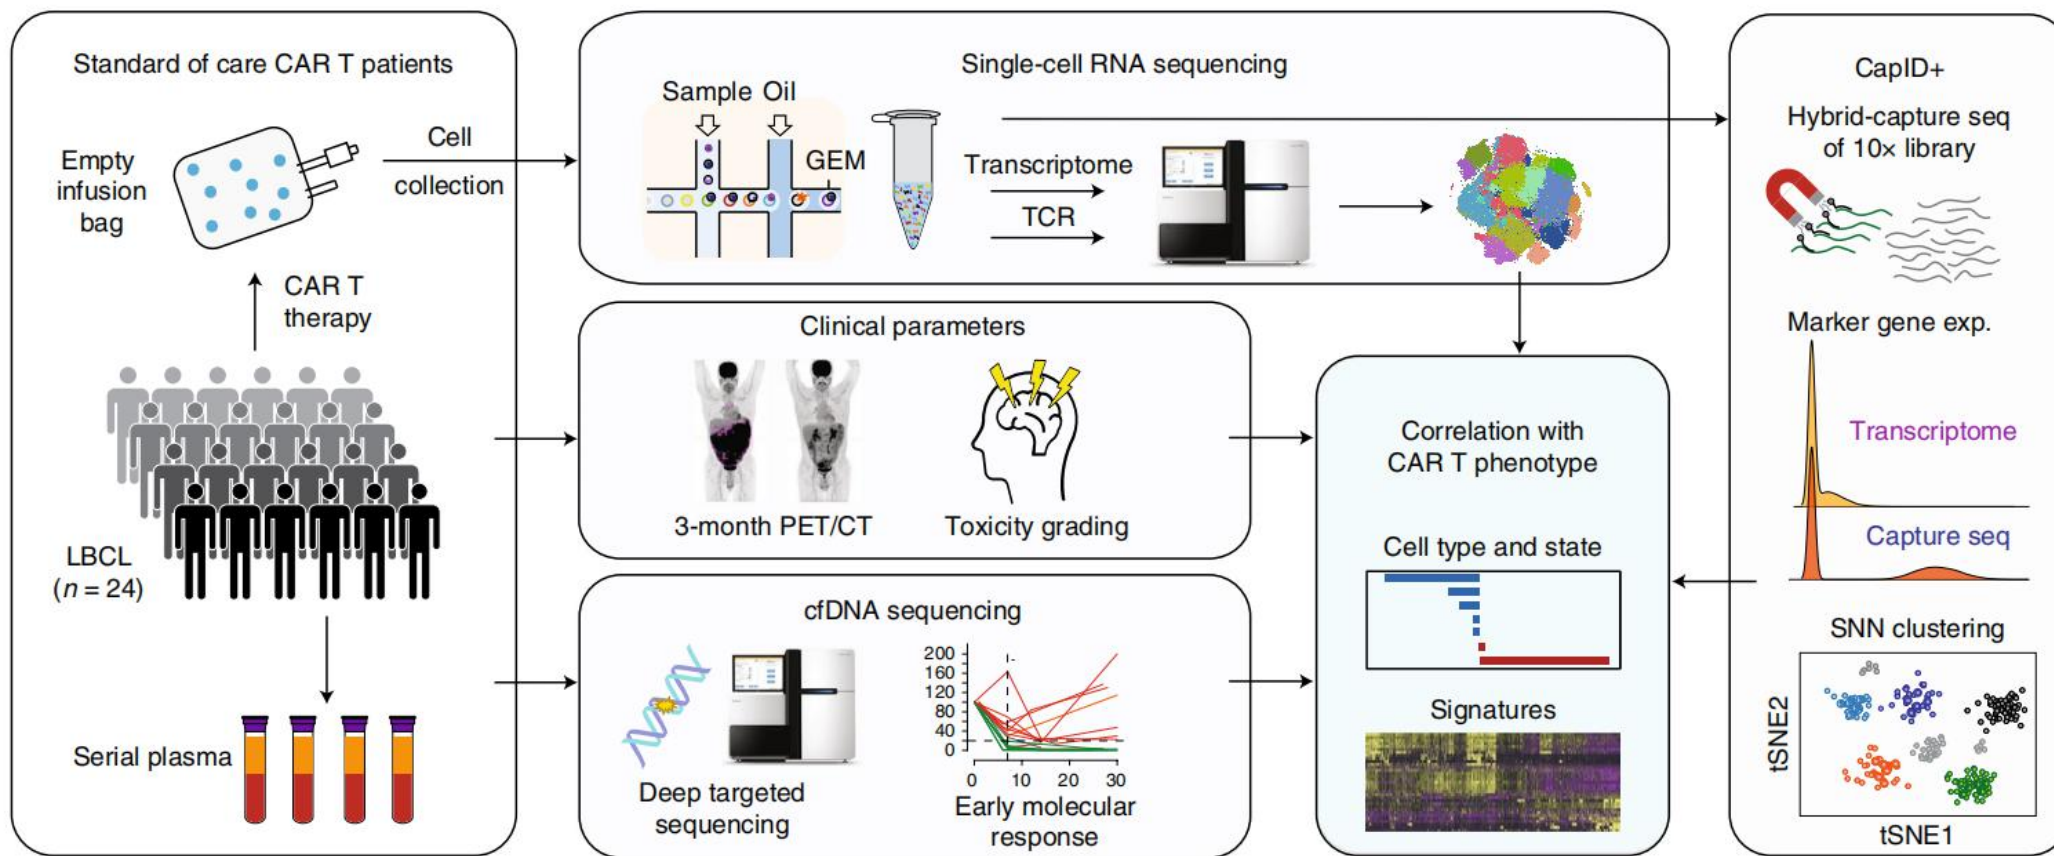 Standard of care CAR T patients
Empty
infusion
bag
Cell
collection
CAR T
therapy
LBCL
(n = 24)
Serial plasma
Single-cell RNA sequencing
Sample Oil
GEM
Transcriptome
TCR
Clinical parameters
3-month PET/CT
Toxicity grading
cfDNA sequencing
Deep targeted
sequencing
200
160
120
80
40
0
0 10 20 30
Early molecular
response
Correlation with
CAR T phenotype
Cell type and state
Signatures
CapID+
Hybrid-capture seq
of 10× library
Marker gene exp.
Transcriptome
Capture seq
SNN clustering
tSNE2
tSNE1